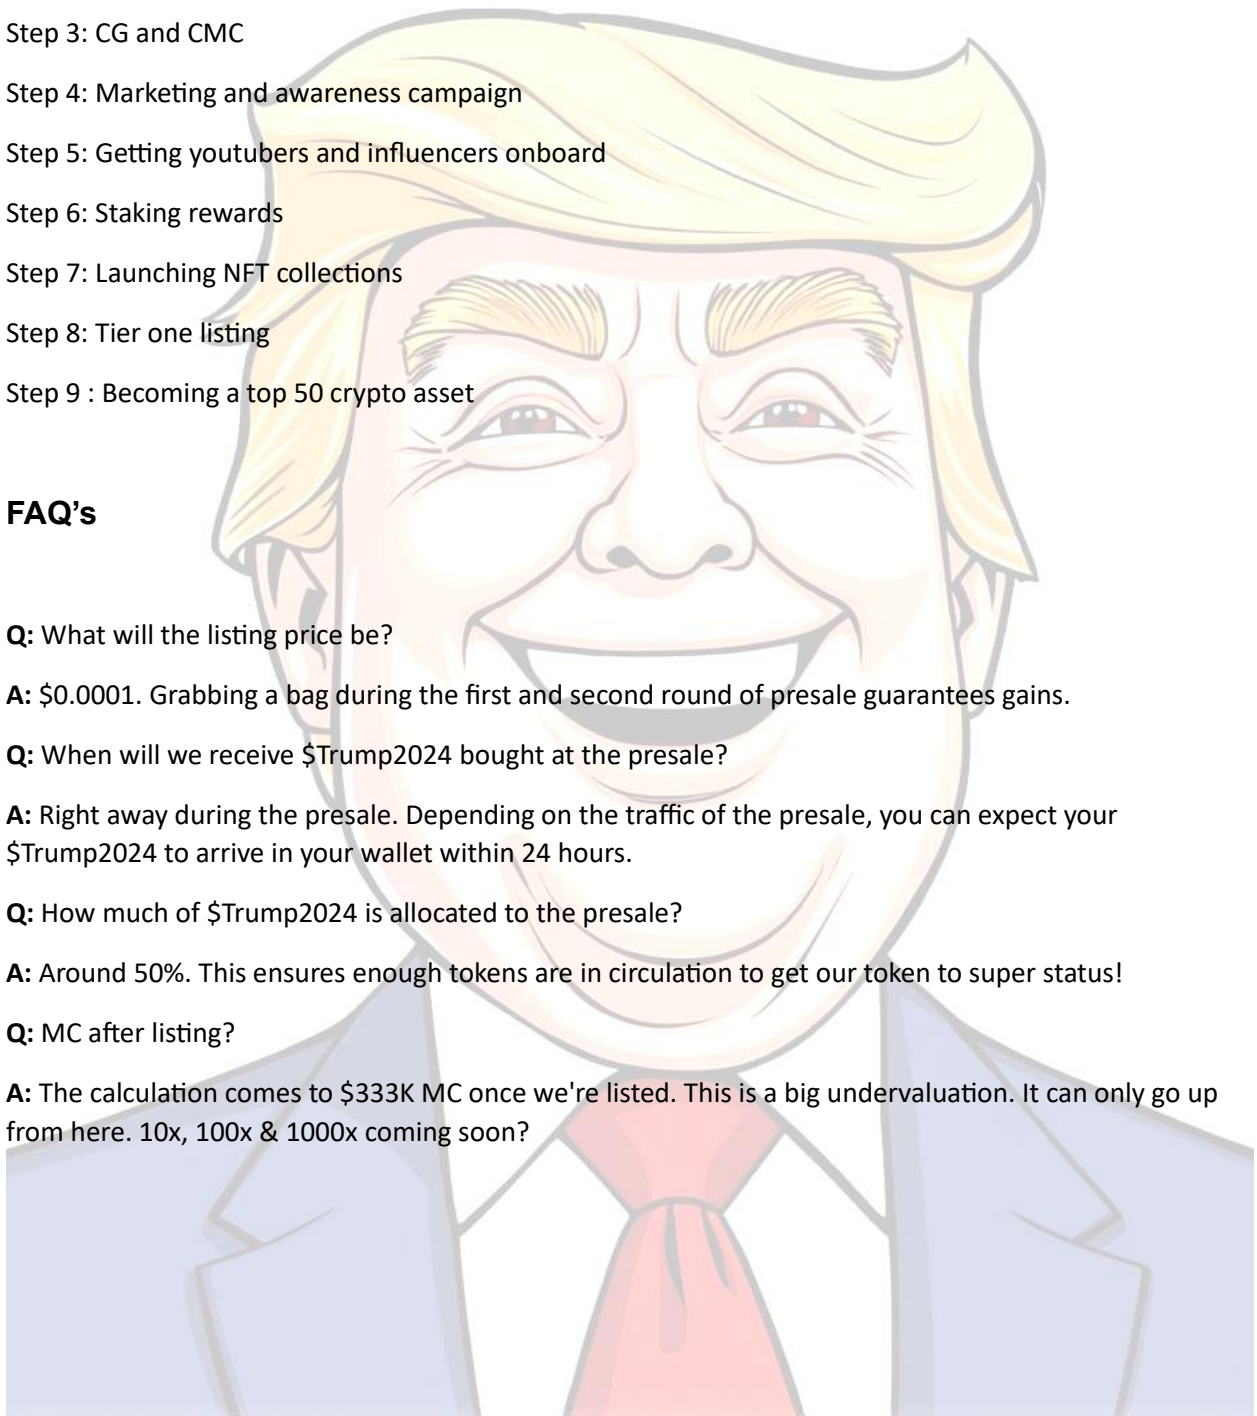 Step 3: CG and CMC
Step 4: Marketing and awareness campaign
Step 5: Getting youtubers and influencers onboard
Step 6: Staking rewards
Step 7: Launching NFT collections
Step 8: Tier one listing
Step 9 : Becoming a top 50 crypto asset
FAQ’s
Q: What will the listing price be?
A: $0.0001. Grabbing a bag during the first and second round of presale guarantees gains.
Q: When will we receive $Trump2024 bought at the presale?
A: Right away during the presale. Depending on the traffic of the presale, you can expect your
$Trump2024 to arrive in your wallet within 24 hours.
Q: How much of $Trump2024 is allocated to the presale?
A: Around 50%. This ensures enough tokens are in circulation to get our token to super status!
Q: MC after listing?
A: The calculation comes to $333K MC once we're listed. This is a big undervaluation. It can only go up
from here. 10x, 100x & 1000x coming soon?